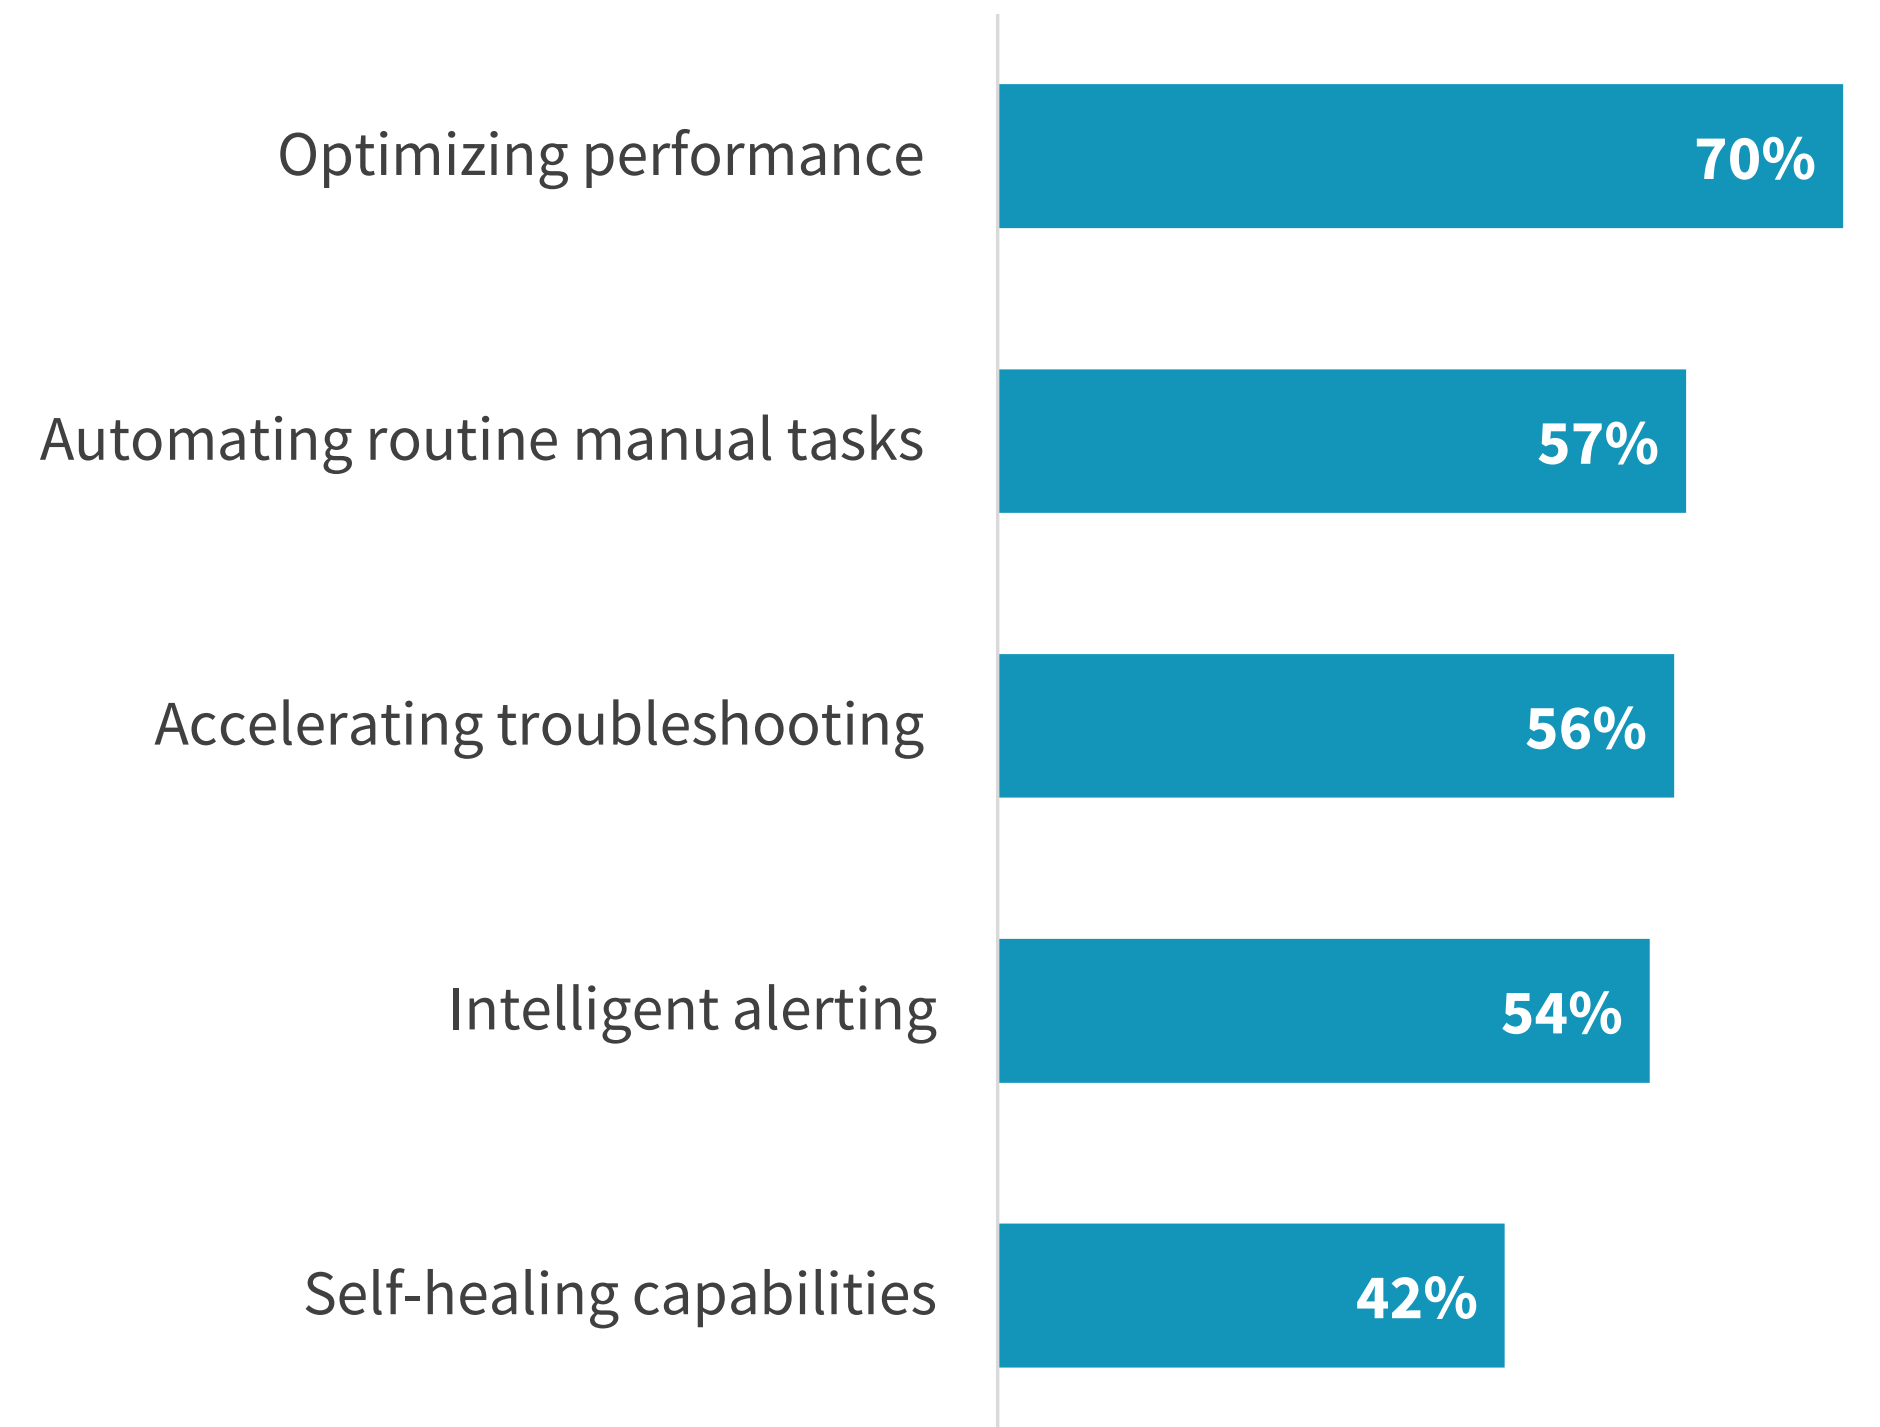 Optimizing performance 70%
Automating routine manual tasks 57%
Accelerating troubleshooting 56%
Intelligent alerting 54%
Self-healing capabilities 42%